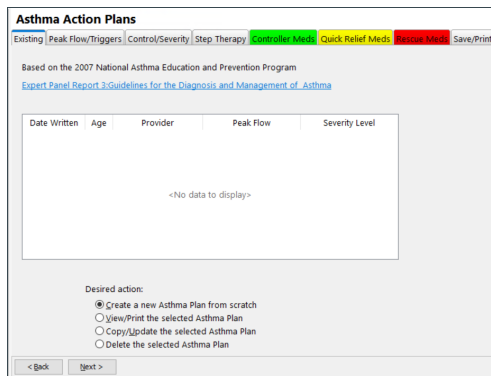 Asthma Action Plans
Existing Peak Flow/Triggers Control/Severity Step Therapy Controller Meds Quick Relief Meds Rescue Meds Save/Print
Based on the 2007 National Asthma Education and Prevention Program
Expert Panel Report 3:Guidelines for the Diagnosis and Management of Asthma
Date Written Age Provider Peak Flow Severity Level
<No data to display>
Desired action:
Create a new Asthma Plan from scratch
View/Print the selected Asthma Plan
Copy/Update the selected Asthma Plan
Delete the selected Asthma Plan
< Back Next >